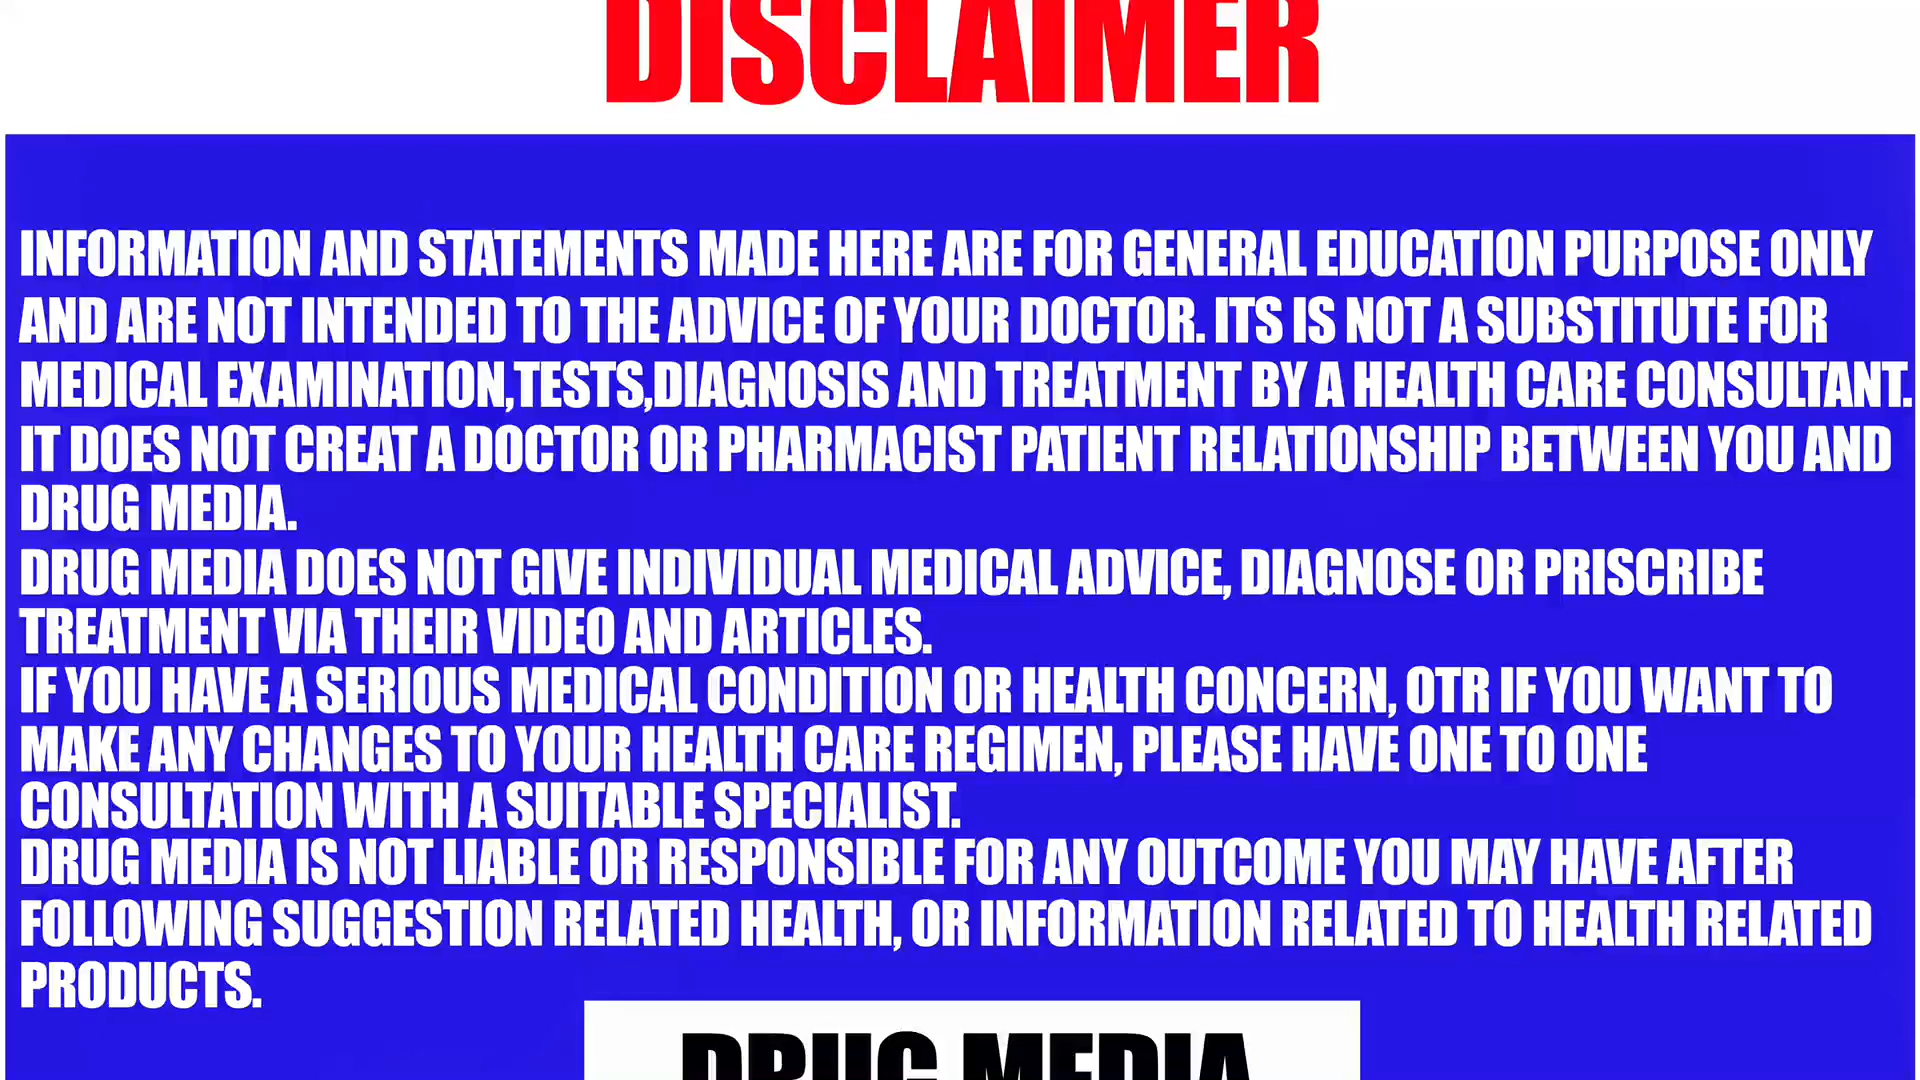 DISCLAIMER
INFORMATION AND STATEMENTS MADE HERE ARE FOR GENERAL EDUCATION PURPOSE ONLY
AND ARE NOT INTENDED TO THE ADVICE OF YOUR DOCTOR. ITS IS NOT A SUBSTITUTE FOR
MEDICAL EXAMINATION,TESTS,DIAGNOSIS AND TREATMENT BY A HEALTH CARE CONSULTANT.
IT DOES NOT CREAT A DOCTOR OR PHARMACIST PATIENT RELATIONSHIP BETWEEN YOU AND
DRUG MEDIA.
DRUG MEDIA DOES NOT GIVE INDIVIDUAL MEDICAL ADVICE, DIAGNOSE OR PRISCRIBE
TREATMENT VIA THEIR VIDEO AND ARTICLES.
IF YOU HAVE A SERIOUS MEDICAL CONDITION OR HEALTH CONCERN, OTR IF YOU WANT TO
MAKE ANY CHANGES TO YOUR HEALTH CARE REGIMEN, PLEASE HAVE ONE TO ONE
CONSULTATION WITH A SUITABLE SPECIALIST.
DRUG MEDIA IS NOT LIABLE OR RESPONSIBLE FOR ANY OUTCOME YOU MAY HAVE AFTER
FOLLOWING SUGGESTION RELATED HEALTH, OR INFORMATION RELATED TO HEALTH RELATED
PRODUCTS.
DRUG MEDIA